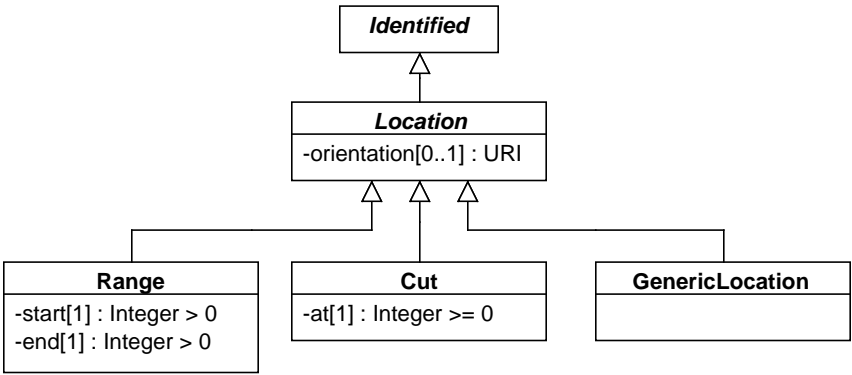 Identified
Location
-orientation[0..1] : URI
Range
-start[1] : Integer > 0
-end[1] : Integer > 0
Cut
-at[1] : Integer >= 0
GenericLocation